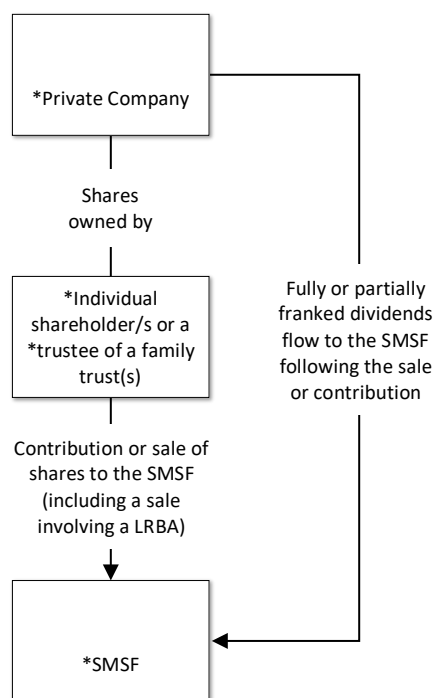 *Private Company
Shares
owned by
*Individual
shareholder/s or a
*trustee of a family
trust(s)
Fully or partially
franked dividends
flow to the SMSF
following the sale
or contribution
Contribution or sale of
shares to the SMSF
(including a sale
involving a LRBA)
*SMSF